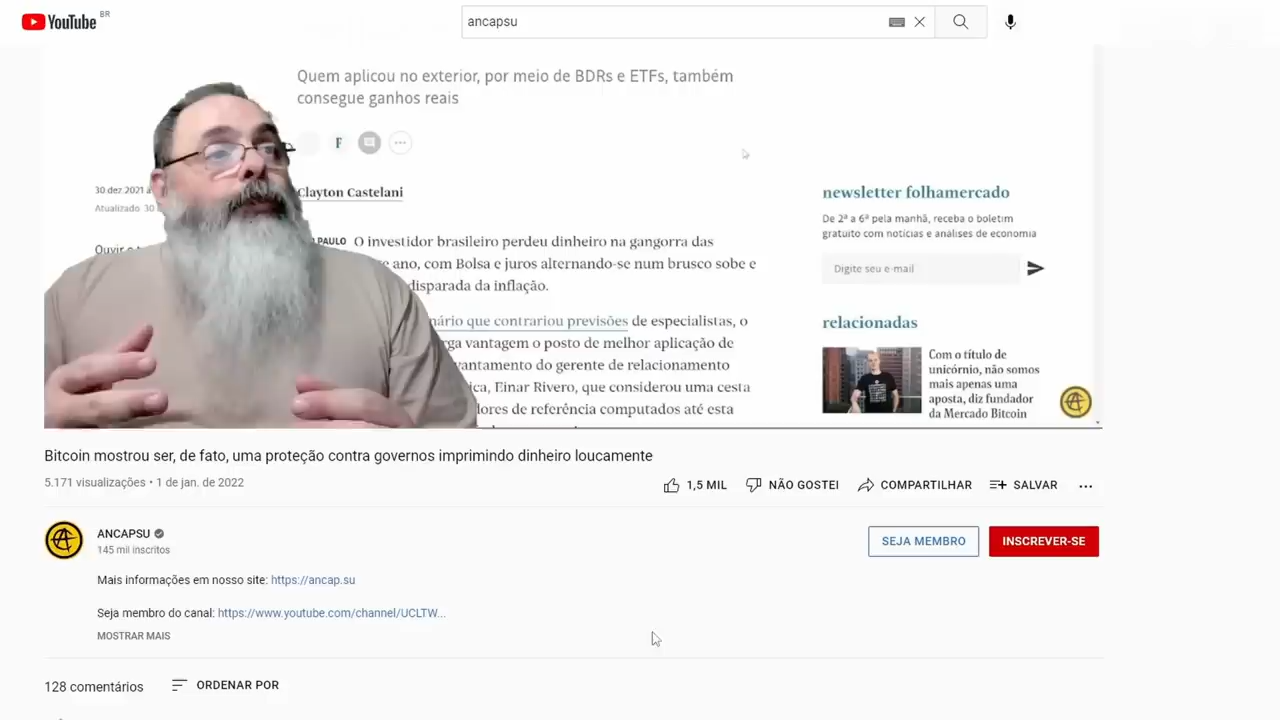 YouTube BR
ancapsu
Quem aplicou no exterior, por meio de BDRs e ETFs, também
consegue ganhos reais
F
30 dez.2021 à
Clayton Castelani
Atualizado 30
PAULO O investidor brasileiro perdeu dinheiro na gangorra das
e ano, com Bolsa e juros alternando-se num brusco sobe e
disparada da inflação.
nário que contrariou previsões de especialistas, o
rga vantagem o posto de melhor aplicação de
vantamento do gerente de relacionamento
ica, Einar Rivero, que considerou uma cesta
dores de referência computados até esta
newsletter folhamercado
De 2ª a 6ª pela manhã, receba o boletim
gratuito com notícias e análises de economia
Digite seu e-mail
relacionadas
Com o título de
unicórnio, não somos
mais apenas uma
aposta, diz fundador
da Mercado Bitcoin
Bitcoin mostrou ser, de fato, uma proteção contra governos imprimindo dinheiro loucamente
5.171 visualizações • 1 de jan. de 2022
1,5 MIL NÃO GOSTEI COMPARTILHAR SALVAR
ANCAPSU
145 mil inscritos
SEJA MEMBRO INSCREVER-SE
Mais informações em nosso site: https://ancap.su
Seja membro do canal: https://www.youtube.com/channel/UCLTW...
MOSTRAR MAIS
128 comentários ORDENAR POR